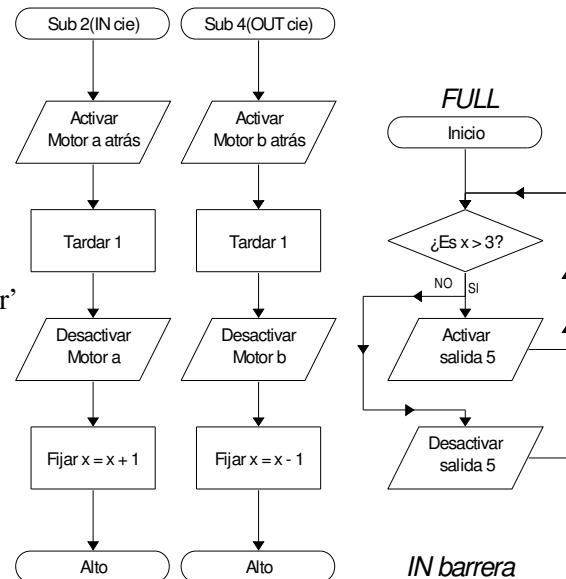 Sub 2(IN cie)
Activar
Motor a atrás
Tardar 1
Desactivar
Motor a
Fijar x = x + 1
Alto
Sub 4(OUT cie)
Activar
Motor b atrás
Tardar 1
Desactivar
Motor b
Fijar x = x - 1
Alto
r’
FULL
Inicio
¿Es x > 3?
NO
SI
Activar
salida 5
Desactivar
salida 5
IN barrera